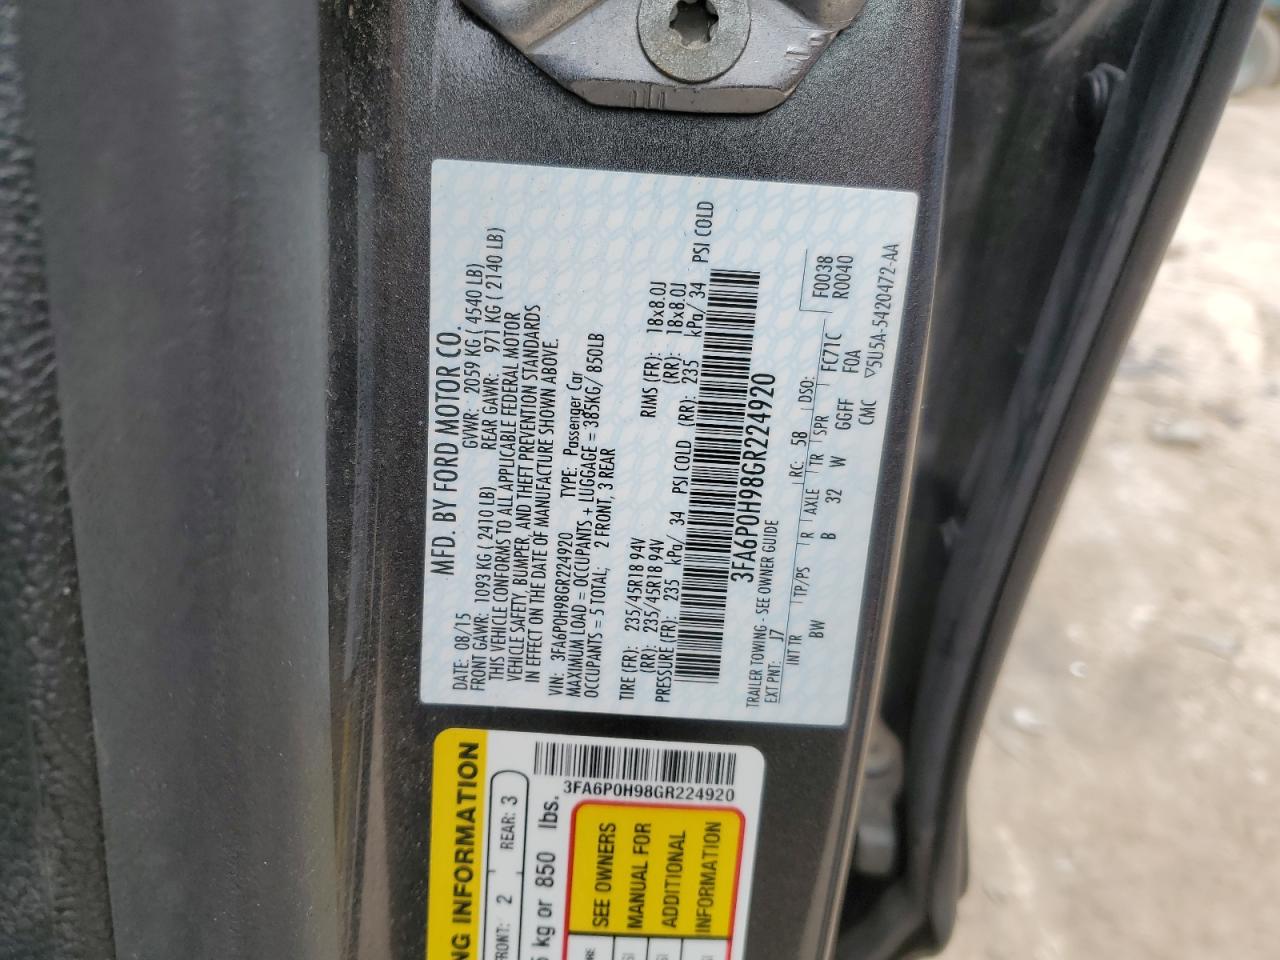 MFD. BY FORD MOTOR CO.
DATE: 08/15 GVWR: 2059 KG ( 4540 LB)
FRONT GAWR: 1093 KG ( 2410 LB) REAR GAWR: 971 KG ( 2140 LB)
THIS VEHICLE CONFORMS TO ALL APPLICABLE FEDERAL MOTOR
VEHICLE SAFETY, BUMPER, AND THEFT PREVENTION STANDARDS
IN EFFECT ON THE DATE OF MANUFACTURE SHOWN ABOVE.
VIN: 3FA6P0H98GR224920 TYPE: Passenger Car
MAXIMUM LOAD = OCCUPANTS + LUGGAGE = 385KG/ 850LB
OCCUPANTS = 5 TOTAL; 2 FRONT, 3 REAR
TIRE (FR): 235/45R18 94V RIMS (FR): 18x8.0J
(RR): 235/45R18 94V (RR): 18x8.0J
PRESSURE (FR): 235 kPa/ 34 PSI COLD (RR): 235 kPa/ 34 PSI COLD
3FA6P0H98GR224920
TRAILER TOWING - SEE OWNER GUIDE
EXT PNT: J7 RC: 58 DSO: F0038
R0040
INT TR TP/PS R AXLE TR SPR
BW B 32 W GGFF FC71C
CMC F0A
▽5U5A-5420472-AA
NG INFORMATION
FRONT: 2 REAR: 3
kg or 850 lbs.
3FA6P0H98GR224920
SEE OWNERS
MANUAL FOR
ADDITIONAL
INFORMATION